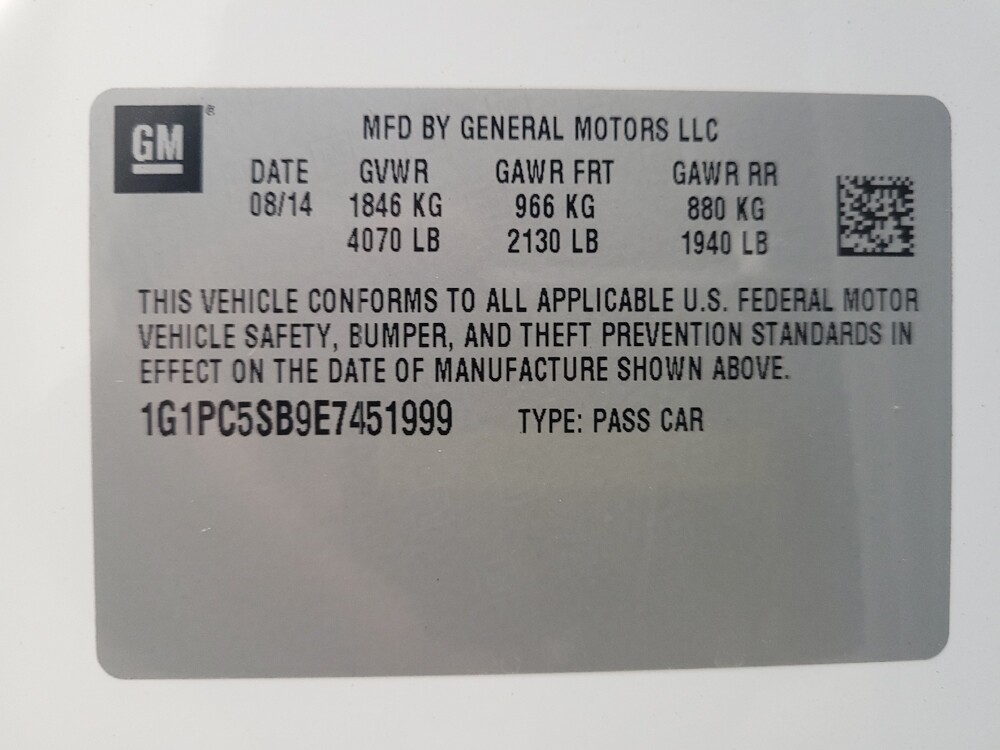 GM®
MFD BY GENERAL MOTORS LLC
DATE GVWR GAWR FRT GAWR RR
08/14 1846 KG 966 KG 880 KG
4070 LB 2130 LB 1940 LB
THIS VEHICLE CONFORMS TO ALL APPLICABLE U.S. FEDERAL MOTOR
VEHICLE SAFETY, BUMPER, AND THEFT PREVENTION STANDARDS IN
EFFECT ON THE DATE OF MANUFACTURE SHOWN ABOVE.
1G1PC5SB9E7451999 TYPE: PASS CAR